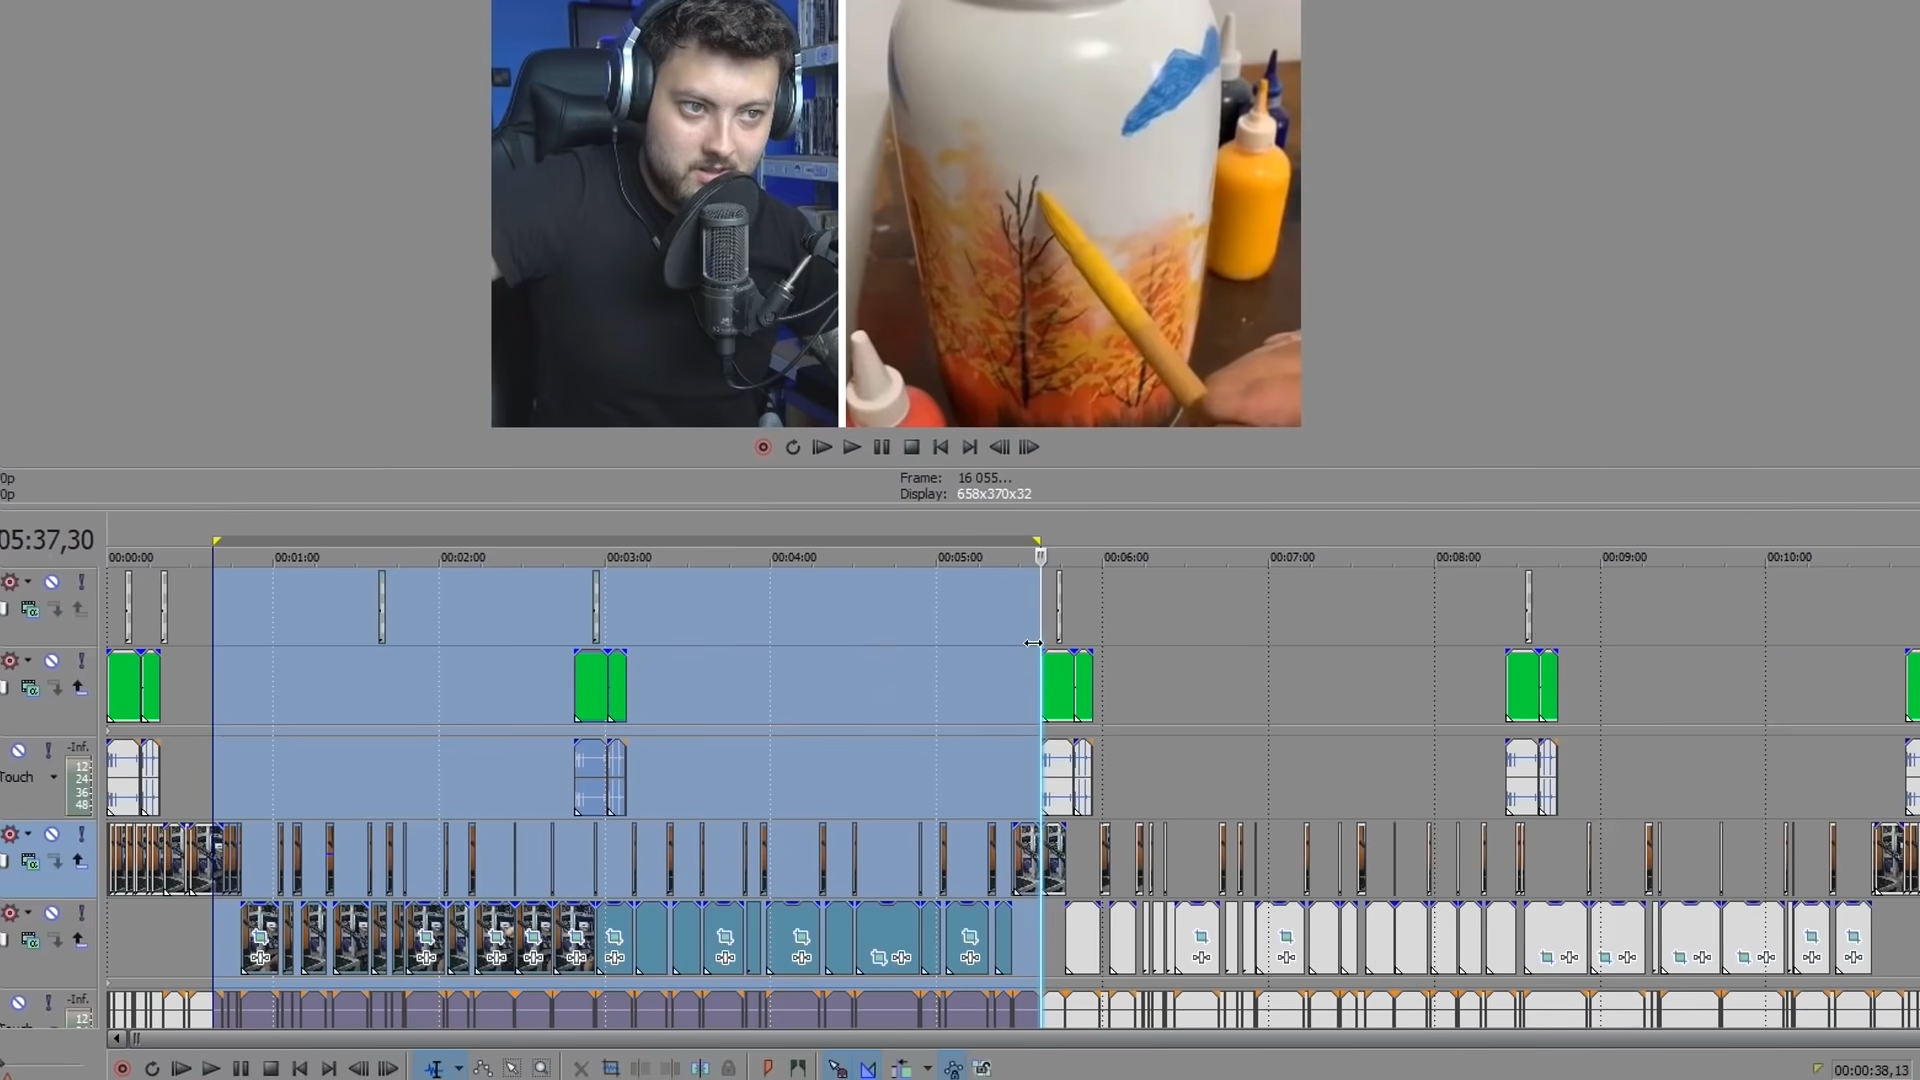 0p
0p
Frame: 16 055...
Display: 658x370x32
05:37,30
00:00:00 00:01:00 00:02:00 00:03:00 00:04:00 00:05:00 00:06:00 00:07:00 00:08:00 00:09:00 00:10:00
-Inf.
12
24
36
48
Touch
-Inf.
12
00:00:38,13